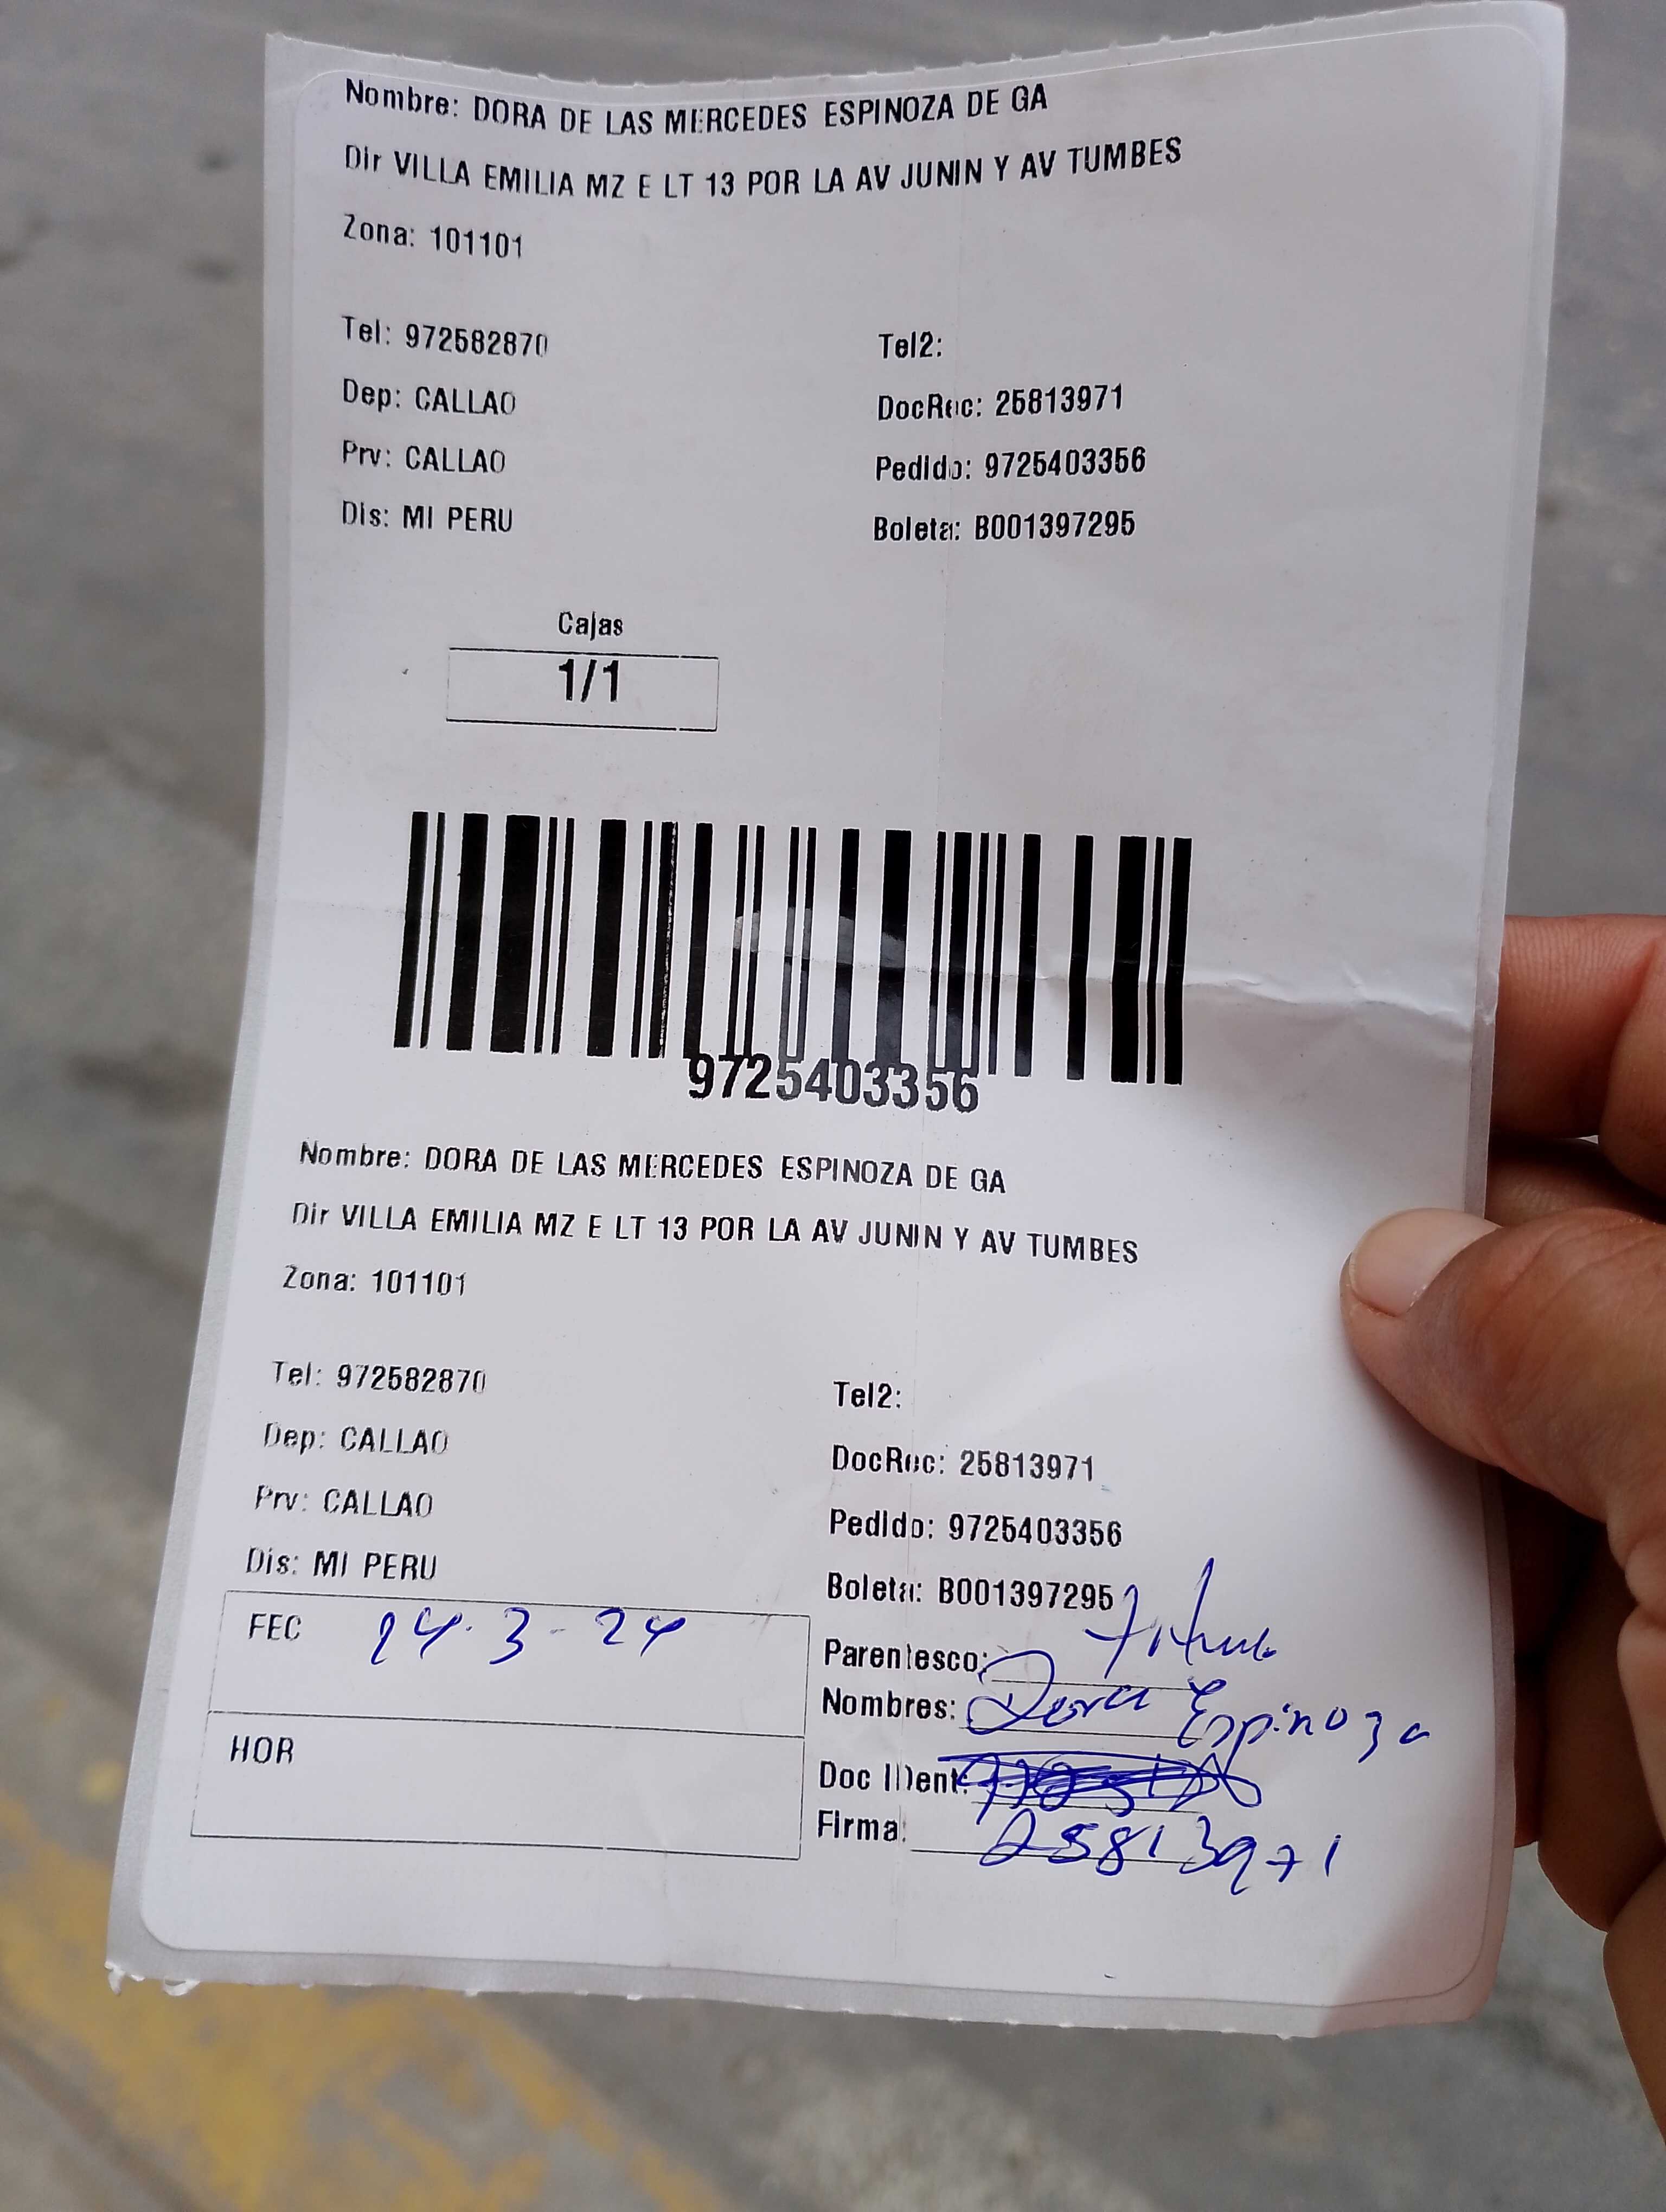 Nombre: DORA DE LAS MERCEDES ESPINOZA DE GA
Dir VILLA EMILIA MZ E LT 13 POR LA AV JUNIN Y AV TUMBES
Zona: 101101
Tel: 972582870
Tel2:
Dep: CALLAO
DocRec: 25813971
Prv: CALLAO
Pedido: 9725403356
Dis: MI PERU
Boleta: B001397295
Cajas
1/1
9725403356
Nombre: DORA DE LAS MERCEDES ESPINOZA DE GA
Dir VILLA EMILIA MZ E LT 13 POR LA AV JUNIN Y AV TUMBES
Zona: 101101
Tel: 972582870
Tel2:
Dep: CALLAO
DocRec: 25813971
Prv: CALLAO
Pedido: 9725403356
Dis: MI PERU
Boleta: B001397295
FEC 24-3-24
Parentesco:
Nombres: Dora Espinoza
HOR
Doc Ident:
Firma: 25813971